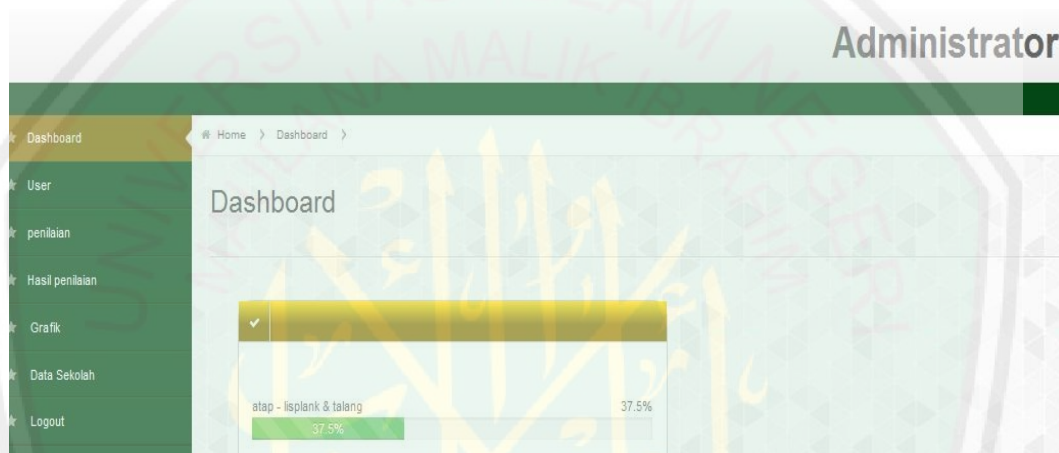 Administrator
Dashboard
User
penilaian
Hasil penilaian
Grafik
Data Sekolah
Logout
Home > Dashboard >
Dashboard
atap - lisplank & talang 37.5%
37.5%